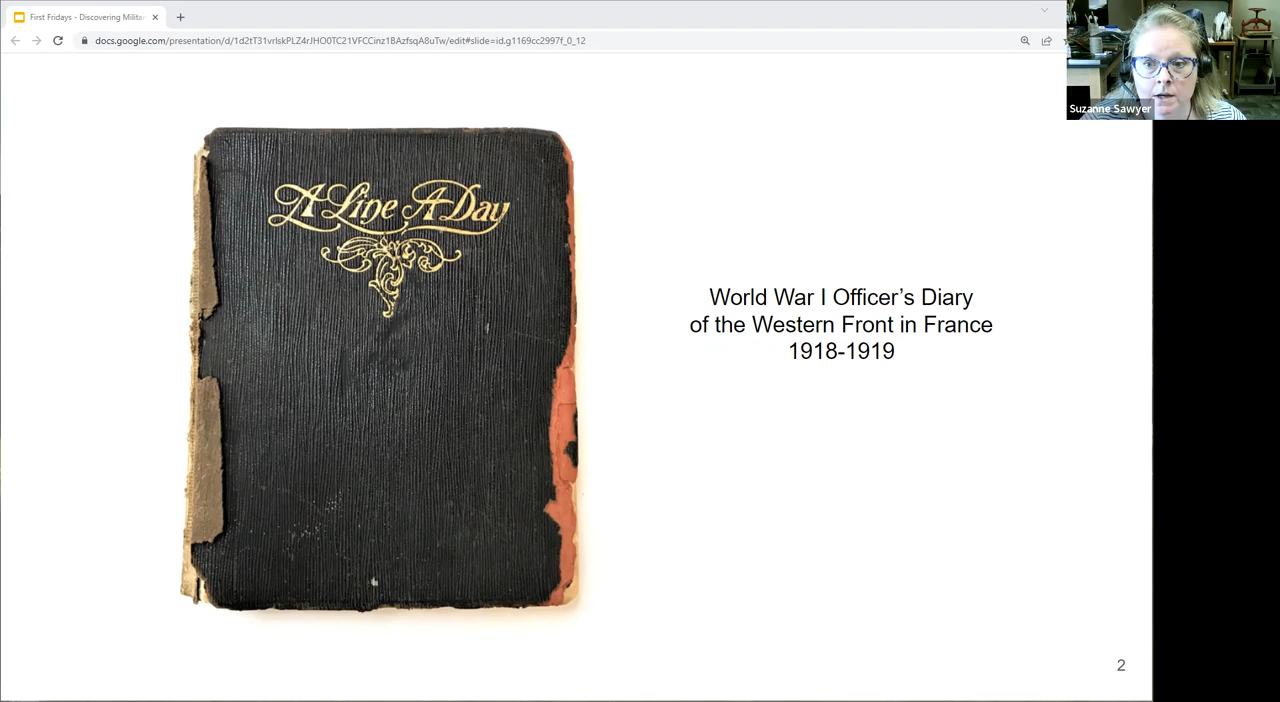 First Fridays - Discovering Milita
docs.google.com/presentation/d/1d2tT31vrIskPLZ4rJHO0TC21VFCCinz1BAzfsqA8uTw/edit#slide=id.g1169cc2997f_0_12
Suzanne Sawyer
A Line A Day
World War I Officer’s Diary
of the Western Front in France
1918-1919
2